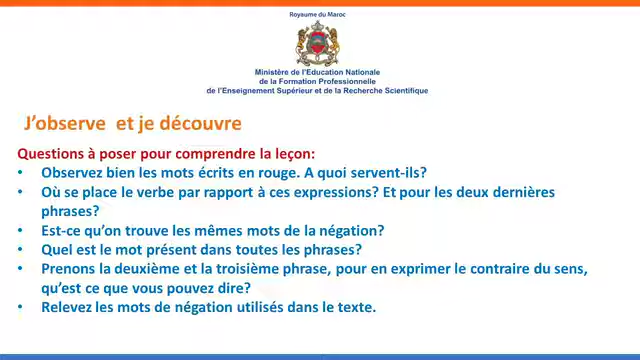 Royaume du Maroc
Ministère de l'Education Nationale
de la Formation Professionnelle
de l'Enseignement Supérieur et de la Recherche Scientifique
J'observe et je découvre
Questions à poser pour comprendre la leçon:
• Observez bien les mots écrits en rouge. A quoi servent-ils?
• Où se place le verbe par rapport à ces expressions? Et pour les deux dernières
phrases?
• Est-ce qu'on trouve les mêmes mots de la négation?
• Quel est le mot présent dans toutes les phrases?
• Prenons la deuxième et la troisième phrase, pour en exprimer le contraire du sens,
qu'est ce que vous pouvez dire?
• Relevez les mots de négation utilisés dans le texte.